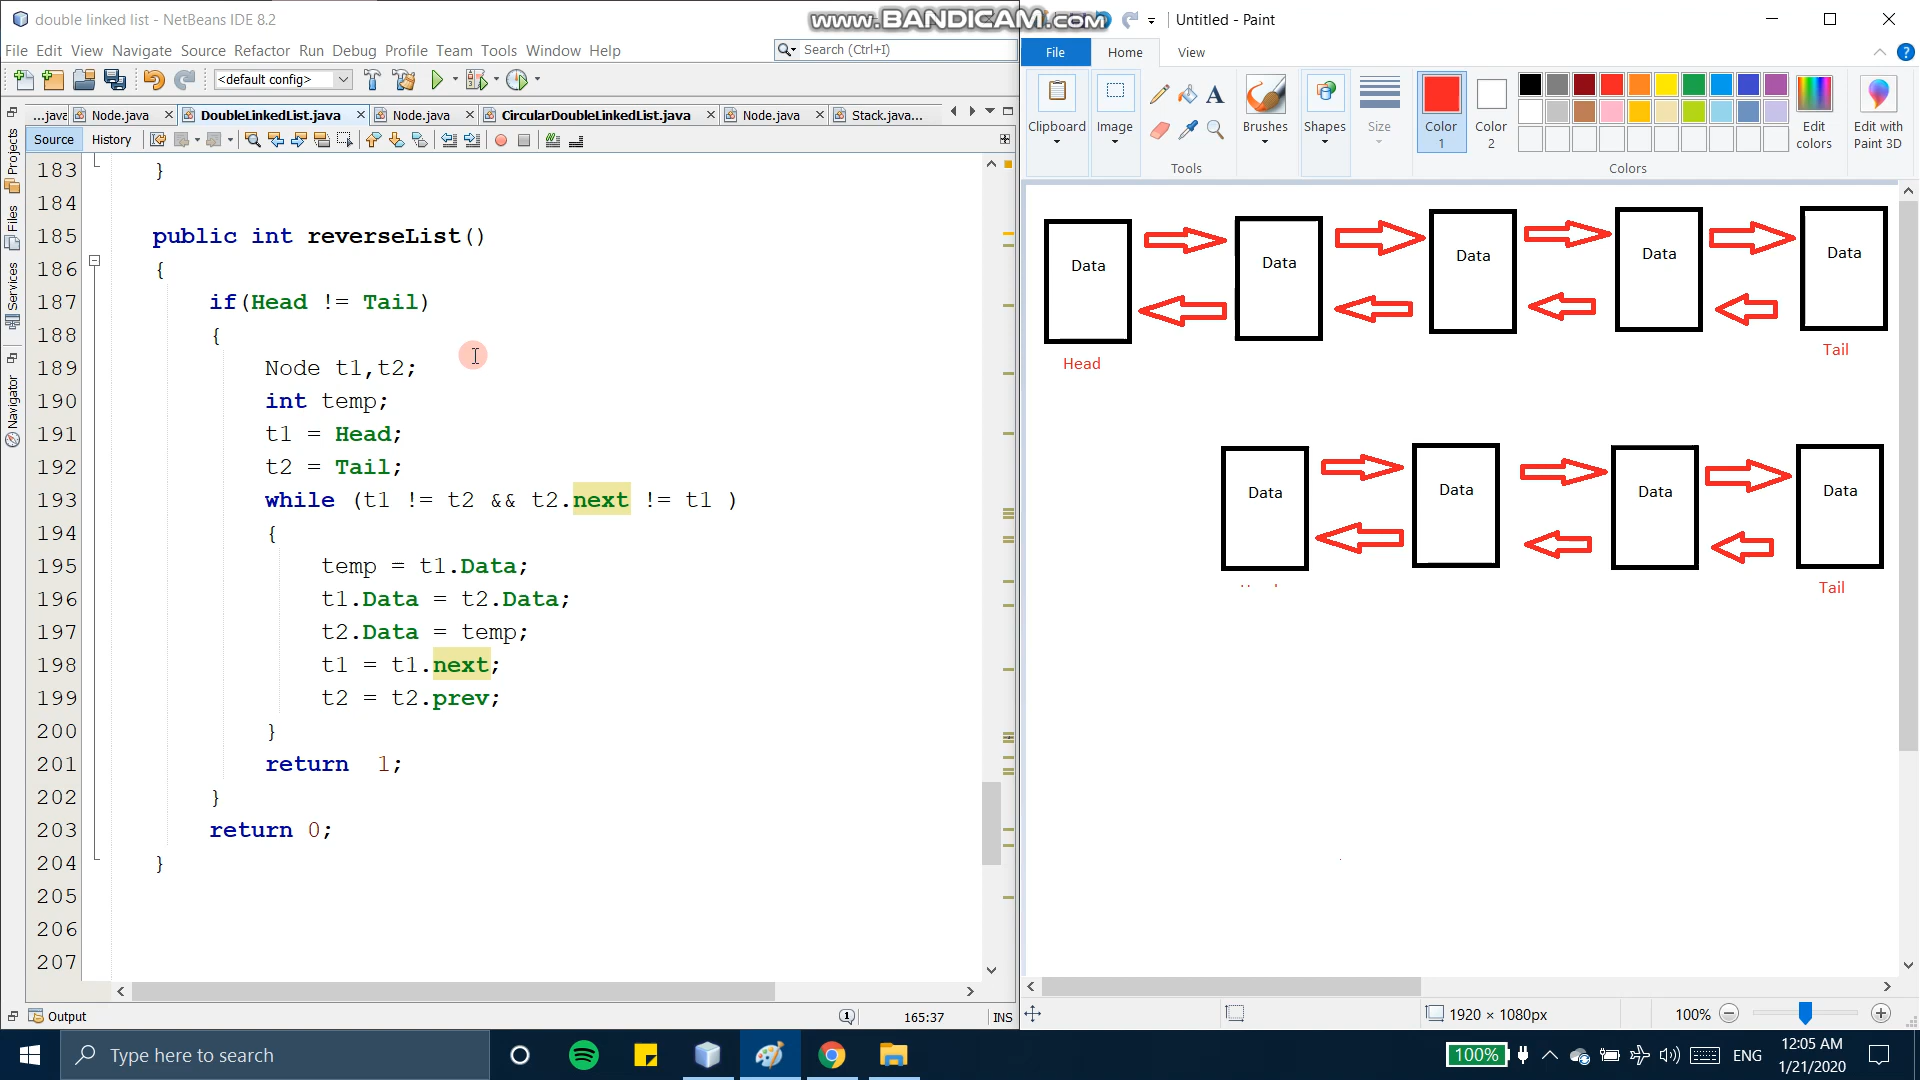 double linked list - NetBeans IDE 8.2
www.BANDICAM.com
Untitled - Paint
File Edit View Navigate Source Refactor Run Debug Profile Team Tools Window Help
Search (Ctrl+I)
File Home View
<default config>
...java Node.java DoubleLinkedList.java Node.java CircularDoubleLinkedList.java Node.java Stack.java...
Source History
Projects
Files
Services
Navigator
183 }
184
185 public int reverseList()
186 {
187 if(Head != Tail)
188 {
189 Node t1,t2;
190 int temp;
191 t1 = Head;
192 t2 = Tail;
193 while (t1 != t2 && t2.next != t1 )
194 {
195 temp = t1.Data;
196 t1.Data = t2.Data;
197 t2.Data = temp;
198 t1 = t1.next;
199 t2 = t2.prev;
200 }
201 return 1;
202 }
203 return 0;
204 }
205
206
207
Output
165:37 INS
Clipboard Image Tools Brushes Shapes Size Color 1 Color 2 Colors Edit colors Edit with Paint 3D
Data Data Data Data Data
Head Tail
Data Data Data Data
Tail
1920 × 1080px 100%
Type here to search
100% ENG 12:05 AM
1/21/2020